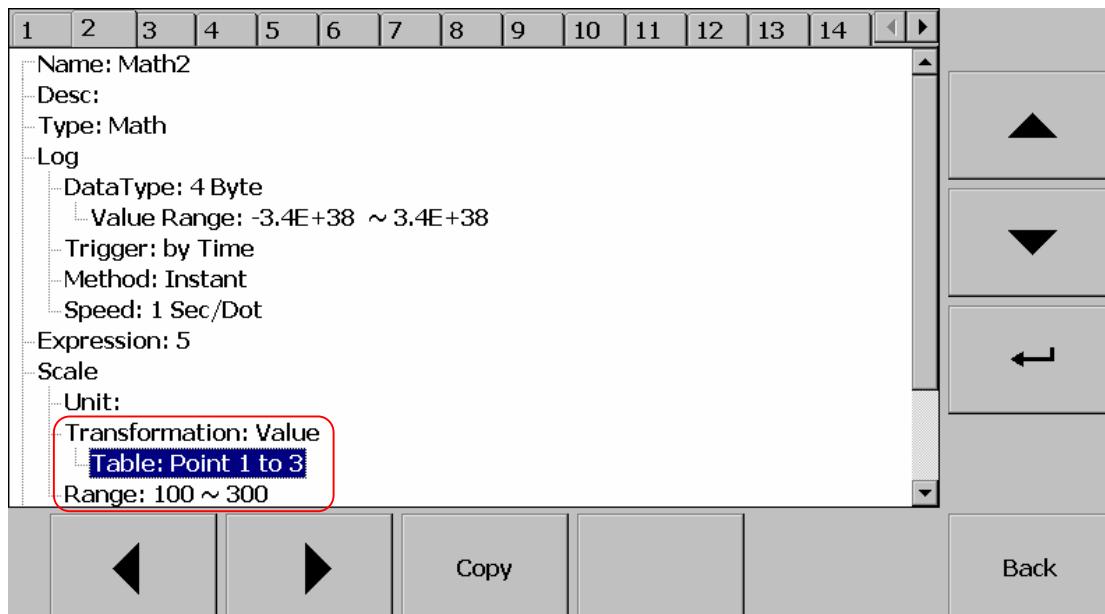 1 2 3 4 5 6 7 8 9 10 11 12 13 14
Name: Math2
Desc:
Type: Math
Log
DataType: 4 Byte
Value Range: -3.4E+38 ~ 3.4E+38
Trigger: by Time
Method: Instant
Speed: 1 Sec/Dot
Expression: 5
Scale
Unit:
Transformation: Value
Table: Point 1 to 3
Range: 100 ~ 300
Copy Back